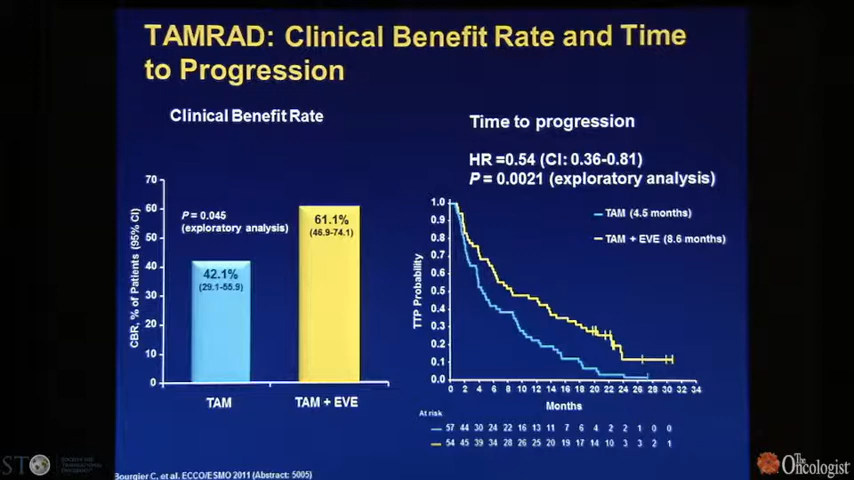 TAMRAD: Clinical Benefit Rate and Time
to Progression
Clinical Benefit Rate
CBR, % of Patients (95% CI)
70
60
50
40
30
20
10
0
P = 0.045
(exploratory analysis)
42.1%
(29.1-55.9)
61.1%
(46.9-74.1)
TAM
TAM + EVE
Time to progression
HR =0.54 (CI: 0.36-0.81)
P = 0.0021 (exploratory analysis)
TTP Probability
1.0
0.9
0.8
0.7
0.6
0.5
0.4
0.3
0.2
0.1
0.0
TAM (4.5 months)
TAM + EVE (8.6 months)
0 2 4 6 8 10 12 14 16 18 20 22 24 26 28 30 32 34
Months
At risk
57 44 30 24 22 16 13 11 7 6 4 2 2 1 0 0
54 45 39 34 28 26 25 20 19 17 14 10 3 3 2 1
Bourgier C, et al. ECCO/ESMO 2011 (Abstract: 5005)
The
Oncologist